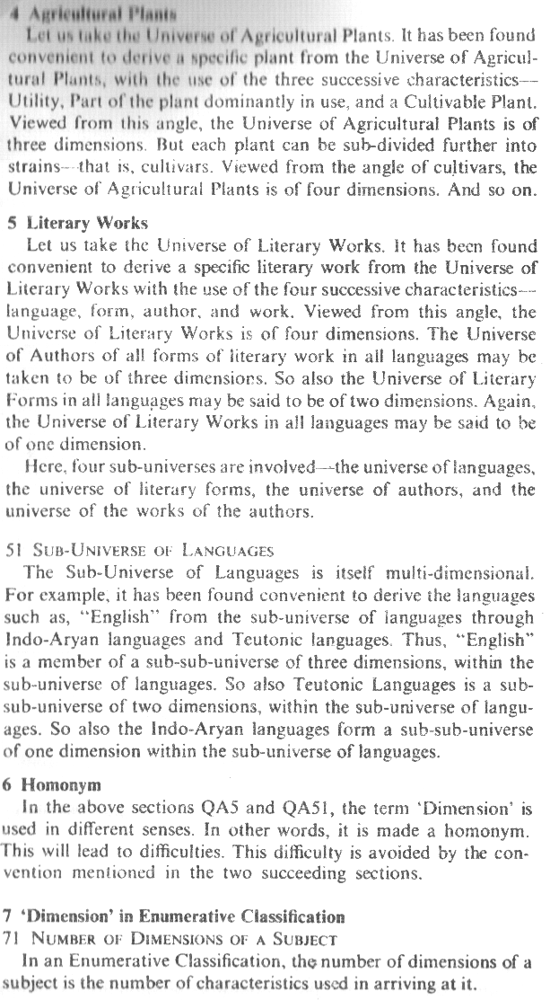 4 Agricultural Plants
Let us take the Universe of Agricultural Plants. It has been found
convenient to derive a specific plant from the Universe of Agricul-
tural Plants, with the use of the three successive characteristics—
Utility, Part of the plant dominantly in use, and a Cultivable Plant.
Viewed from this angle, the Universe of Agricultural Plants is of
three dimensions. But each plant can be sub-divided further into
strains—that is, cultivars. Viewed from the angle of cultivars, the
Universe of Agricultural Plants is of four dimensions. And so on.
5 Literary Works
Let us take the Universe of Literary Works. It has been found
convenient to derive a specific literary work from the Universe of
Literary Works with the use of the four successive characteristics—
language, form, author, and work. Viewed from this angle, the
Universe of Literary Works is of four dimensions. The Universe
of Authors of all forms of literary work in all languages may be
taken to be of three dimensions. So also the Universe of Literary
Forms in all languages may be said to be of two dimensions. Again,
the Universe of Literary Works in all languages may be said to be
of one dimension.
Here, four sub-universes are involved—the universe of languages,
the universe of literary forms, the universe of authors, and the
universe of the works of the authors.
51 SUB-UNIVERSE OF LANGUAGES
The Sub-Universe of Languages is itself multi-dimensional.
For example, it has been found convenient to derive the languages
such as, “English” from the sub-universe of languages through
Indo-Aryan languages and Teutonic languages. Thus, “English”
is a member of a sub-sub-universe of three dimensions, within the
sub-universe of languages. So also Teutonic Languages is a sub-
sub-universe of two dimensions, within the sub-universe of langu-
ages. So also the Indo-Aryan languages form a sub-sub-universe
of one dimension within the sub-universe of languages.
6 Homonym
In the above sections QA5 and QA51, the term ‘Dimension’ is
used in different senses. In other words, it is made a homonym.
This will lead to difficulties. This difficulty is avoided by the con-
vention mentioned in the two succeeding sections.
7 ‘Dimension’ in Enumerative Classification
71 NUMBER OF DIMENSIONS OF A SUBJECT
In an Enumerative Classification, the number of dimensions of a
subject is the number of characteristics used in arriving at it.